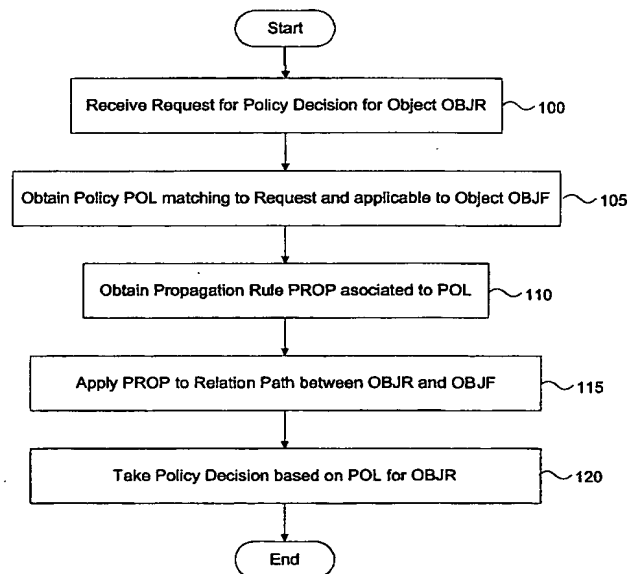 Start
Receive Request for Policy Decision for Object OBJR
100
Obtain Policy POL matching to Request and applicable to Object OBJF
105
Obtain Propagation Rule PROP asociated to POL
110
Apply PROP to Relation Path between OBJR and OBJF
115
Take Policy Decision based on POL for OBJR
120
End